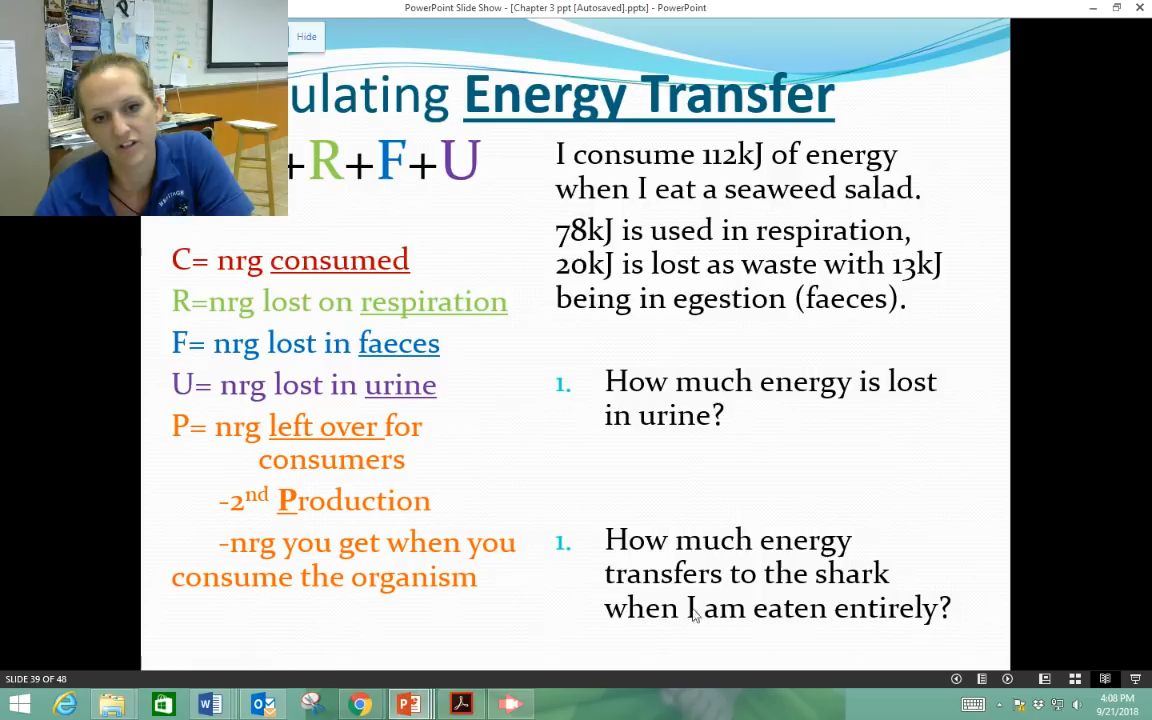 PowerPoint Slide Show - [Chapter 3 ppt [Autosaved].pptx] - PowerPoint
Hide
ulating Energy Transfer
+R+F+U
C= nrg consumed
R=nrg lost on respiration
F= nrg lost in faeces
U= nrg lost in urine
P= nrg left over for
consumers
-2nd Production
-nrg you get when you
consume the organism
I consume 112kJ of energy
when I eat a seaweed salad.
78kJ is used in respiration,
20kJ is lost as waste with 13kJ
being in egestion (faeces).
1. How much energy is lost
in urine?
1. How much energy
transfers to the shark
when I am eaten entirely?
SLIDE 39 OF 48
4:08 PM
9/21/2018